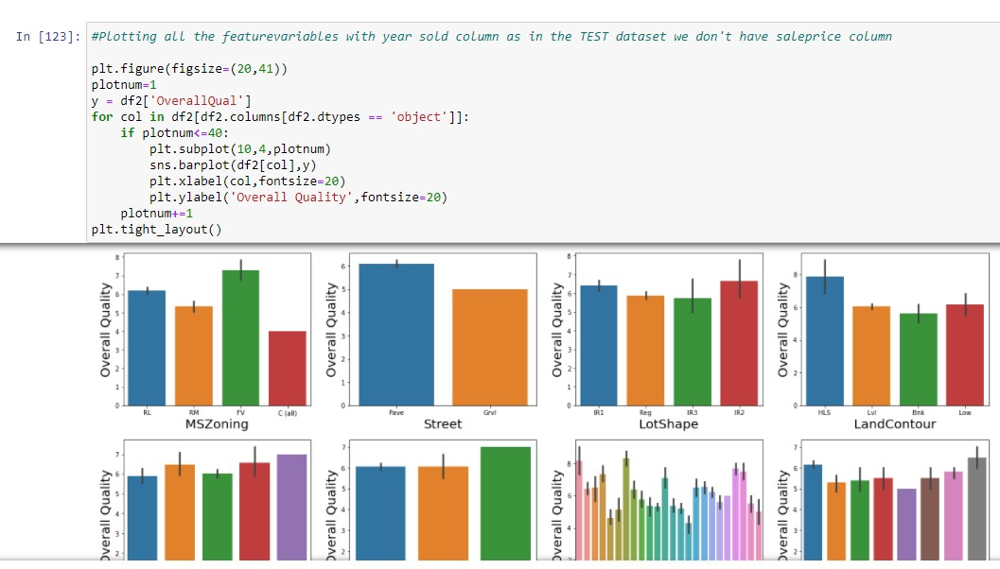 In [123]: #Plotting all the featurevariables with year sold column as in the TEST dataset we don't have saleprice column
plt.figure(figsize=(20,41))
plotnum=1
y = df2['OverallQual']
for col in df2[df2.columns[df2.dtypes == 'object']]:
    if plotnum<=40:
        plt.subplot(10,4,plotnum)
        sns.barplot(df2[col],y)
        plt.xlabel(col,fontsize=20)
        plt.ylabel('Overall Quality',fontsize=20)
    plotnum+=1
plt.tight_layout()
8
7
6
5
4
3
2
1
0
Overall Quality
RL RM FV C (all)
MSZoning
6
5
4
3
2
1
0
Overall Quality
Pave Grvl
Street
8
7
6
5
4
3
2
1
0
Overall Quality
IR1 Reg IR3 IR2
LotShape
8
6
4
2
0
Overall Quality
HLS Lvl Bnk Low
LandContour
7
6
5
4
3
2
Overall Quality
7
6
5
4
3
2
Overall Quality
8
6
4
Overall Quality
7
6
5
4
3
2
Overall Quality